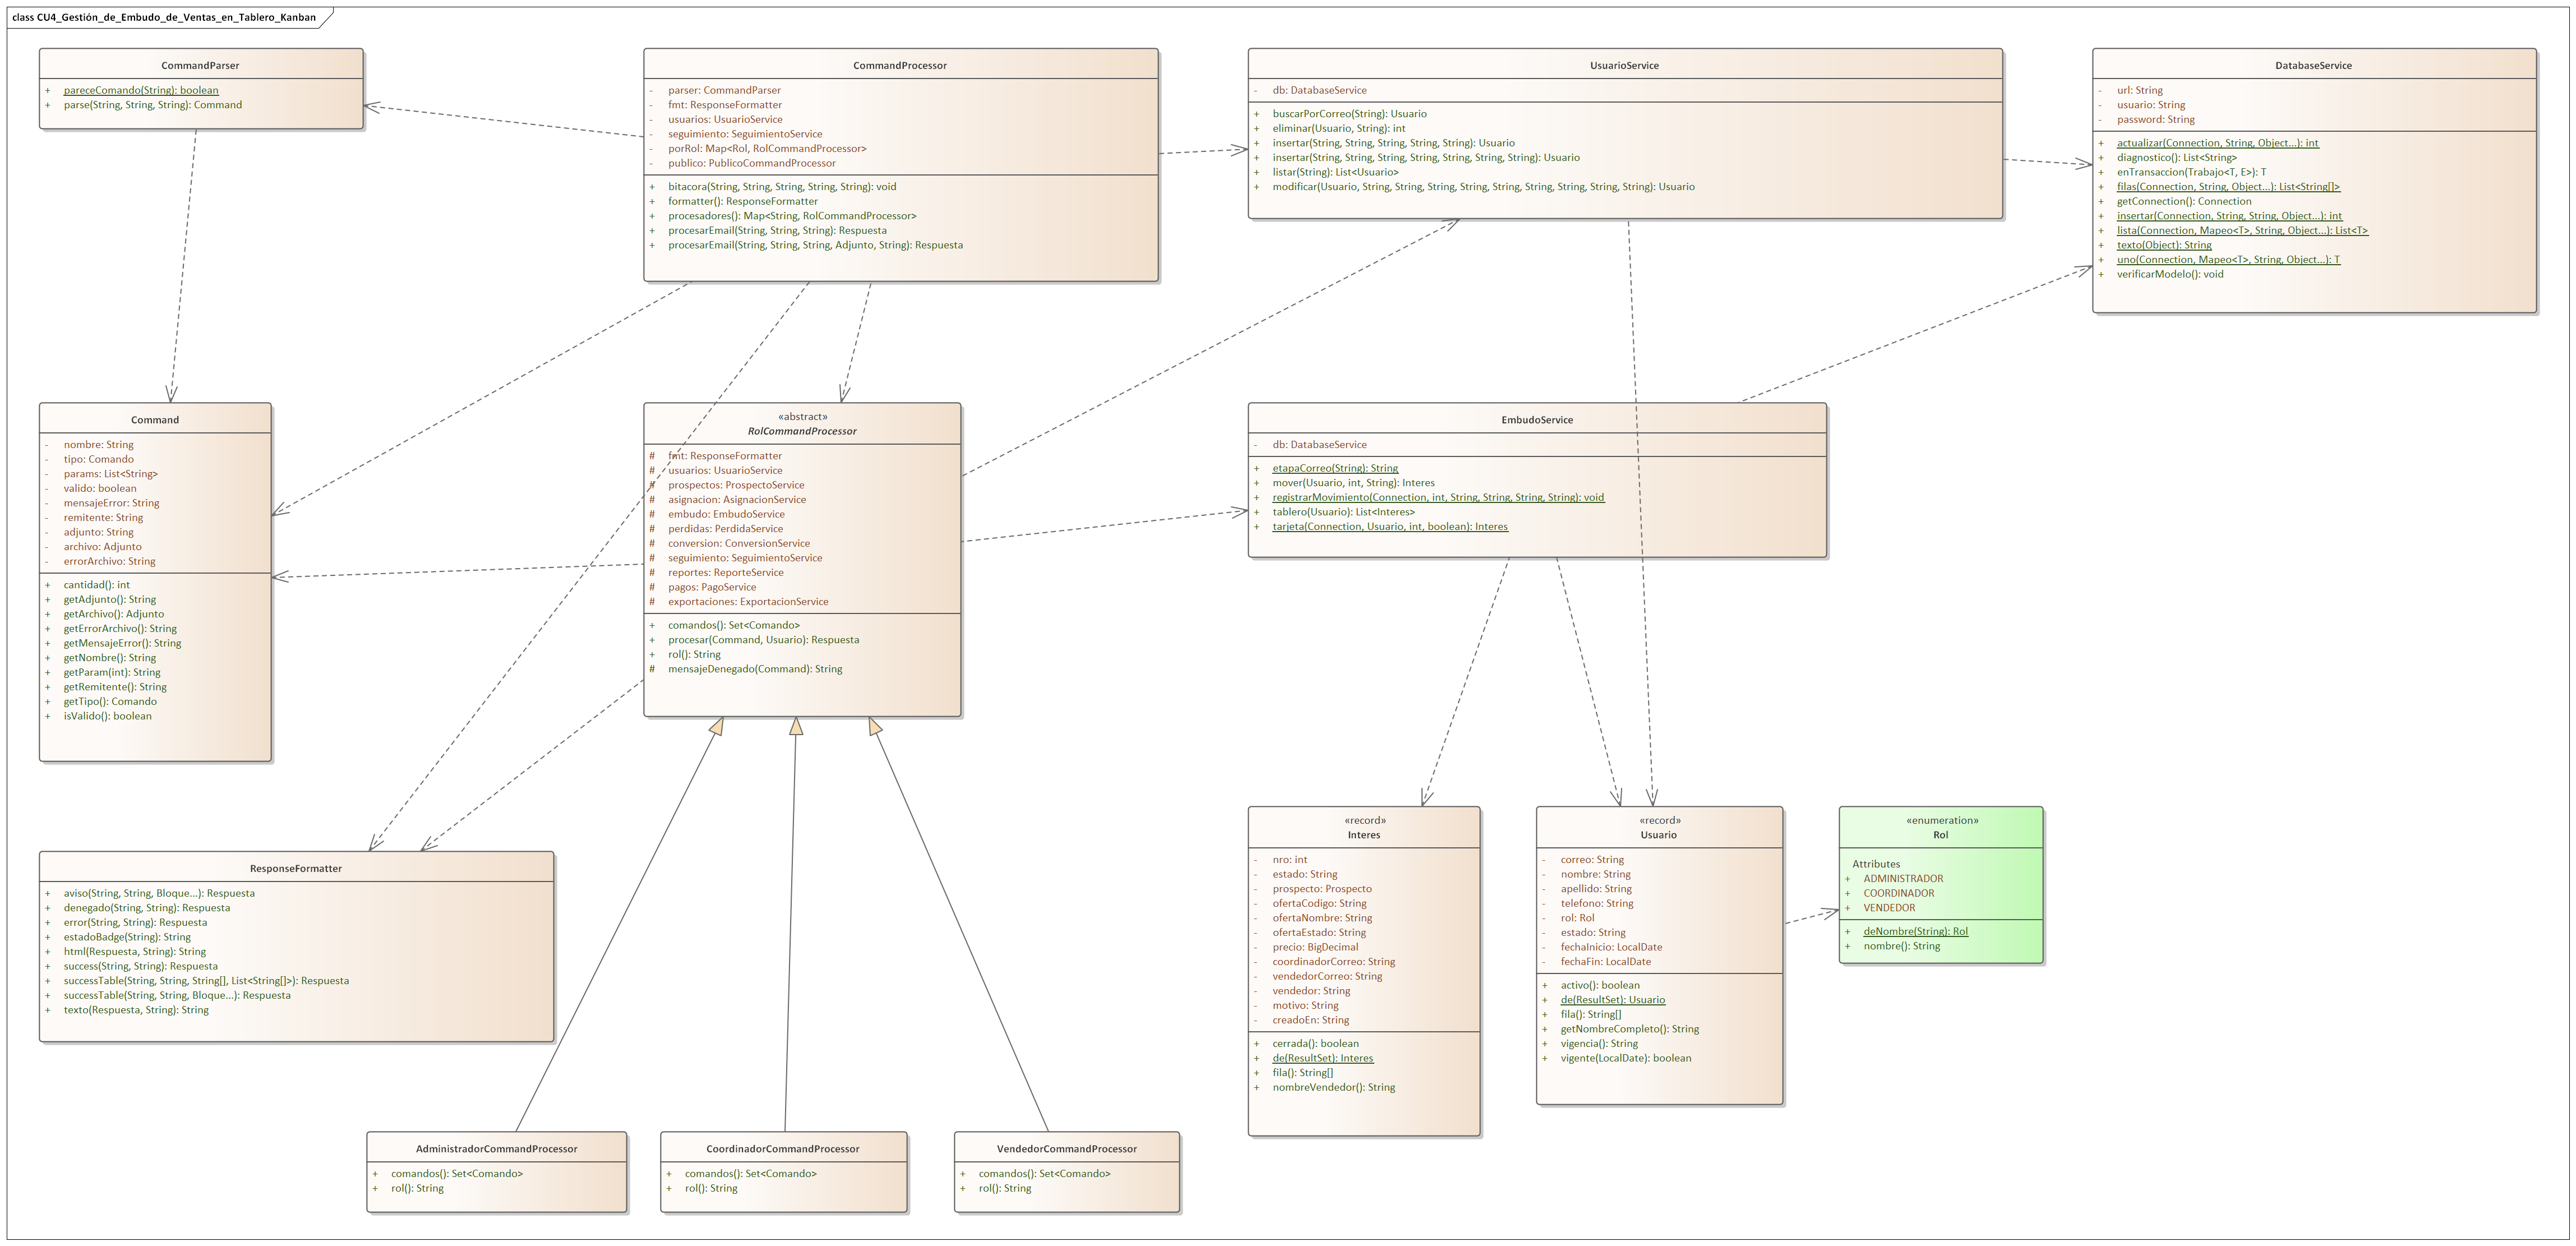 class CU4_Gestión_de_Embudo_de_Ventas_en_Tablero_Kanban
CommandParser
+ pareceComando(String): boolean
+ parse(String, String, String): Command
CommandProcessor
- parser: CommandParser
- fmt: ResponseFormatter
- usuarios: UsuarioService
- seguimiento: SeguimientoService
- porRol: Map<Rol, RolCommandProcessor>
- publico: PublicoCommandProcessor
+ bitacora(String, String, String, String, String): void
+ formatter(): ResponseFormatter
+ procesadores(): Map<String, RolCommandProcessor>
+ procesarEmail(String, String, String): Respuesta
+ procesarEmail(String, String, String, Adjunto, String): Respuesta
UsuarioService
- db: DatabaseService
+ buscarPorCorreo(String): Usuario
+ eliminar(Usuario, String): int
+ insertar(String, String, String, String, String): Usuario
+ insertar(String, String, String, String, String, String, String): Usuario
+ listar(String): List<Usuario>
+ modificar(Usuario, String, String, String, String, String, String, String, String): Usuario
DatabaseService
- url: String
- usuario: String
- password: String
+ actualizar(Connection, String, Object...): int
+ diagnostico(): List<String>
+ enTransaccion(Trabajo<T, E>): T
+ filas(Connection, String, Object...): List<String[]>
+ getConnection(): Connection
+ insertar(Connection, String, String, Object...): int
+ lista(Connection, Mapeo<T>, String, Object...): List<T>
+ texto(Object): String
+ uno(Connection, Mapeo<T>, String, Object...): T
+ verificarModelo(): void
Command
- nombre: String
- tipo: Comando
- params: List<String>
- valido: boolean
- mensajeError: String
- remitente: String
- adjunto: String
- archivo: Adjunto
- errorArchivo: String
+ cantidad(): int
+ getAdjunto(): String
+ getArchivo(): Adjunto
+ getErrorArchivo(): String
+ getMensajeError(): String
+ getNombre(): String
+ getParam(int): String
+ getRemitente(): String
+ getTipo(): Comando
+ isValido(): boolean
«abstract»
RolCommandProcessor
# fmt: ResponseFormatter
# usuarios: UsuarioService
# prospectos: ProspectoService
# asignacion: AsignacionService
# embudo: EmbudoService
# perdidas: PerdidaService
# conversion: ConversionService
# seguimiento: SeguimientoService
# reportes: ReporteService
# pagos: PagoService
# exportaciones: ExportacionService
+ comandos(): Set<Comando>
+ procesar(Command, Usuario): Respuesta
+ rol(): String
# mensajeDenegado(Command): String
EmbudoService
- db: DatabaseService
+ etapaCorreo(String): String
+ mover(Usuario, int, String): Interes
+ registrarMovimiento(Connection, int, String, String, String, String): void
+ tablero(Usuario): List<Interes>
+ tarjeta(Connection, Usuario, int, boolean): Interes
ResponseFormatter
+ aviso(String, String, Bloque...): Respuesta
+ denegado(String, String): Respuesta
+ error(String, String): Respuesta
+ estadoBadge(String): String
+ html(Respuesta, String): String
+ success(String, String): Respuesta
+ successTable(String, String, String[], List<String[]>): Respuesta
+ successTable(String, String, Bloque...): Respuesta
+ texto(Respuesta, String): String
«record»
Interes
- nro: int
- estado: String
- prospecto: Prospecto
- ofertaCodigo: String
- ofertaNombre: String
- ofertaEstado: String
- precio: BigDecimal
- coordinadorCorreo: String
- vendedorCorreo: String
- vendedor: String
- motivo: String
- creadoEn: String
+ cerrada(): boolean
+ de(ResultSet): Interes
+ fila(): String[]
+ nombreVendedor(): String
«record»
Usuario
- correo: String
- nombre: String
- apellido: String
- telefono: String
- rol: Rol
- estado: String
- fechaInicio: LocalDate
- fechaFin: LocalDate
+ activo(): boolean
+ de(ResultSet): Usuario
+ fila(): String[]
+ getNombreCompleto(): String
+ vigencia(): String
+ vigente(LocalDate): boolean
«enumeration»
Rol
Attributes
+ ADMINISTRADOR
+ COORDINADOR
+ VENDEDOR
+ deNombre(String): Rol
+ nombre(): String
AdministradorCommandProcessor
+ comandos(): Set<Comando>
+ rol(): String
CoordinadorCommandProcessor
+ comandos(): Set<Comando>
+ rol(): String
VendedorCommandProcessor
+ comandos(): Set<Comando>
+ rol(): String